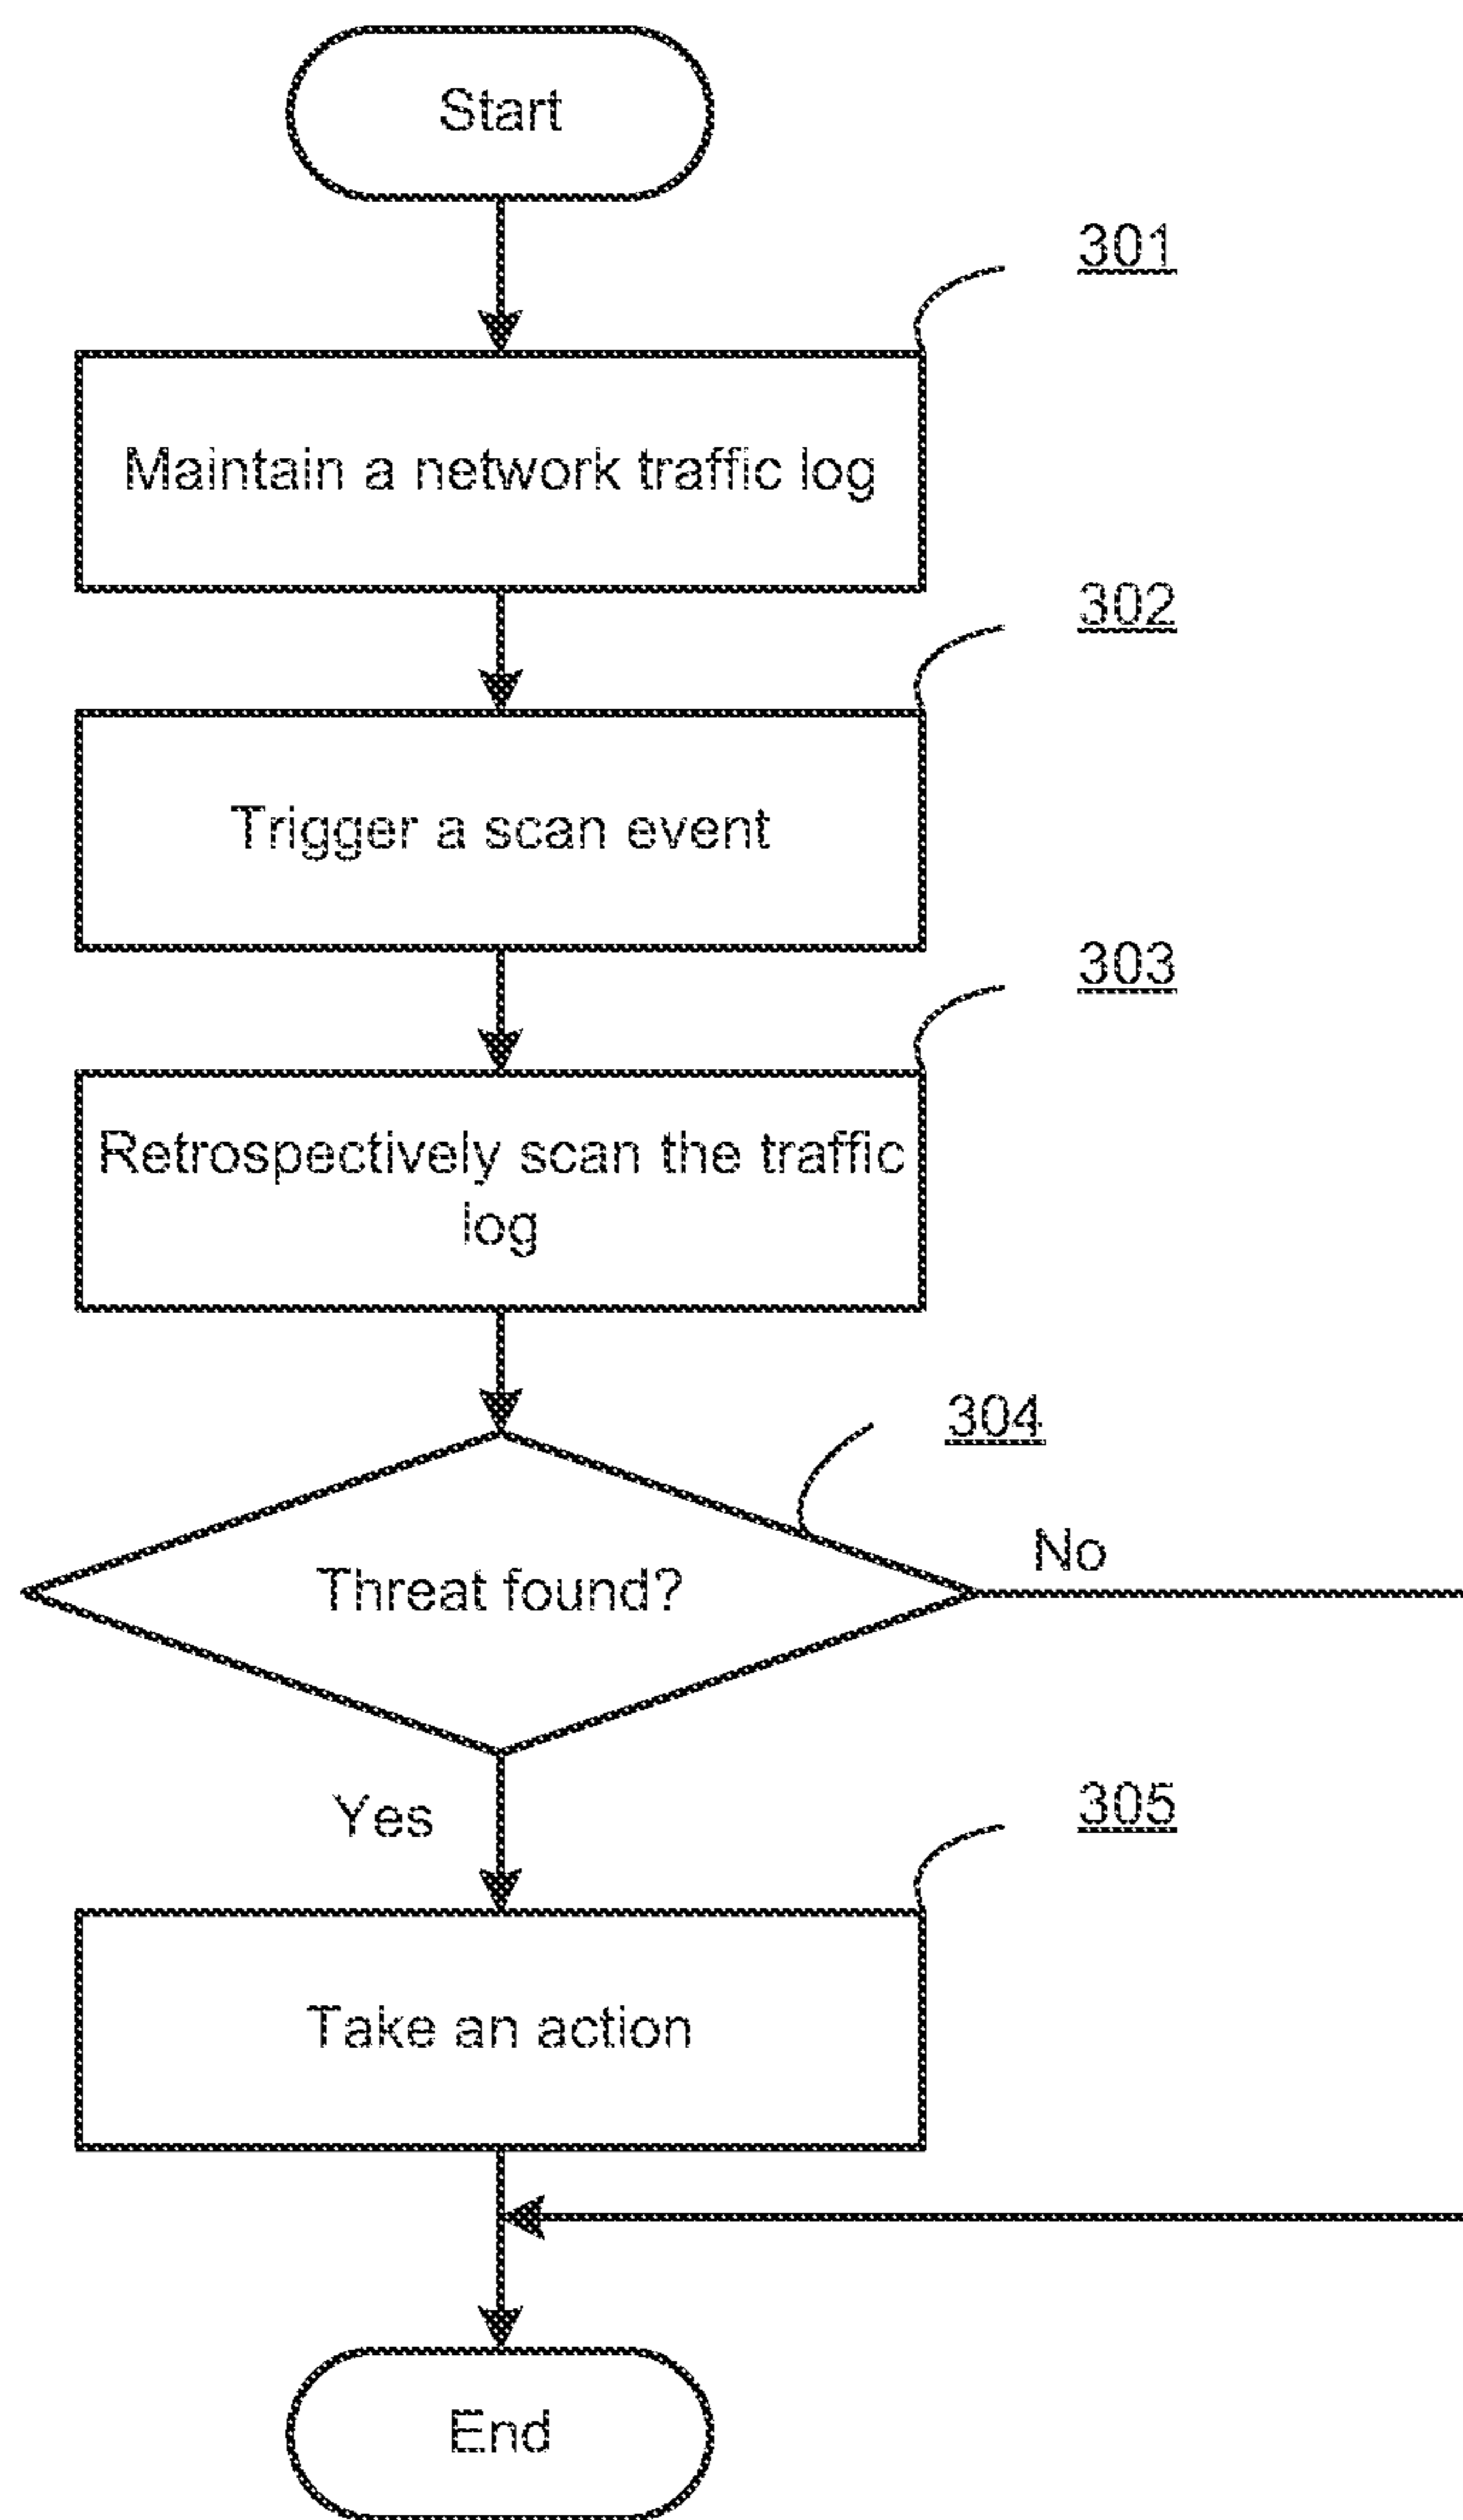 Start
301
Maintain a network traffic log
302
Trigger a scan event
303
Retrospectively scan the traffic
log
304
Threat found?
No
Yes
305
Take an action
End